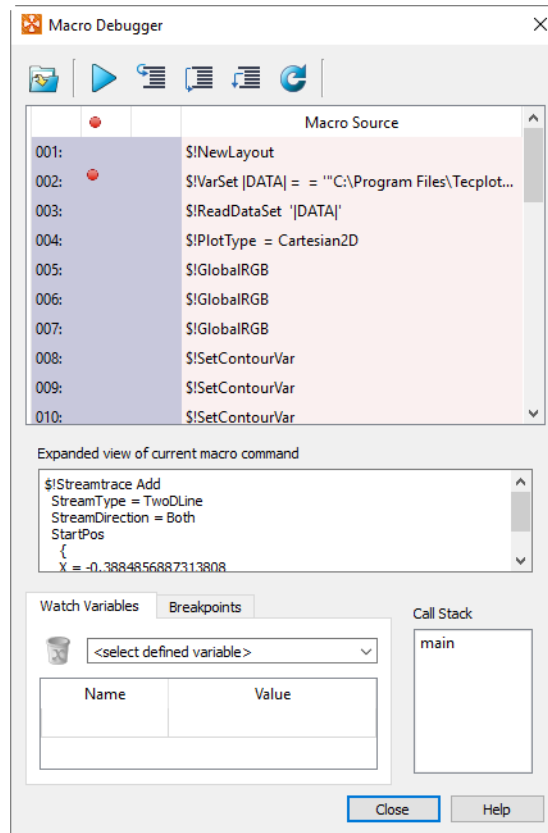 Macro Debugger
Macro Source
001: $!NewLayout
002: $!VarSet |DATA| = = '"C:\Program Files\Tecplot...
003: $!ReadDataSet '|DATA|'
004: $!PlotType = Cartesian2D
005: $!GlobalRGB
006: $!GlobalRGB
007: $!GlobalRGB
008: $!SetContourVar
009: $!SetContourVar
010: $!SetContourVar
Expanded view of current macro command
$!Streamtrace Add
StreamType = TwoDLine
StreamDirection = Both
StartPos
{
X = -0.3884856887313808
Watch Variables Breakpoints
<select defined variable>
Name Value
Call Stack
main
Close Help